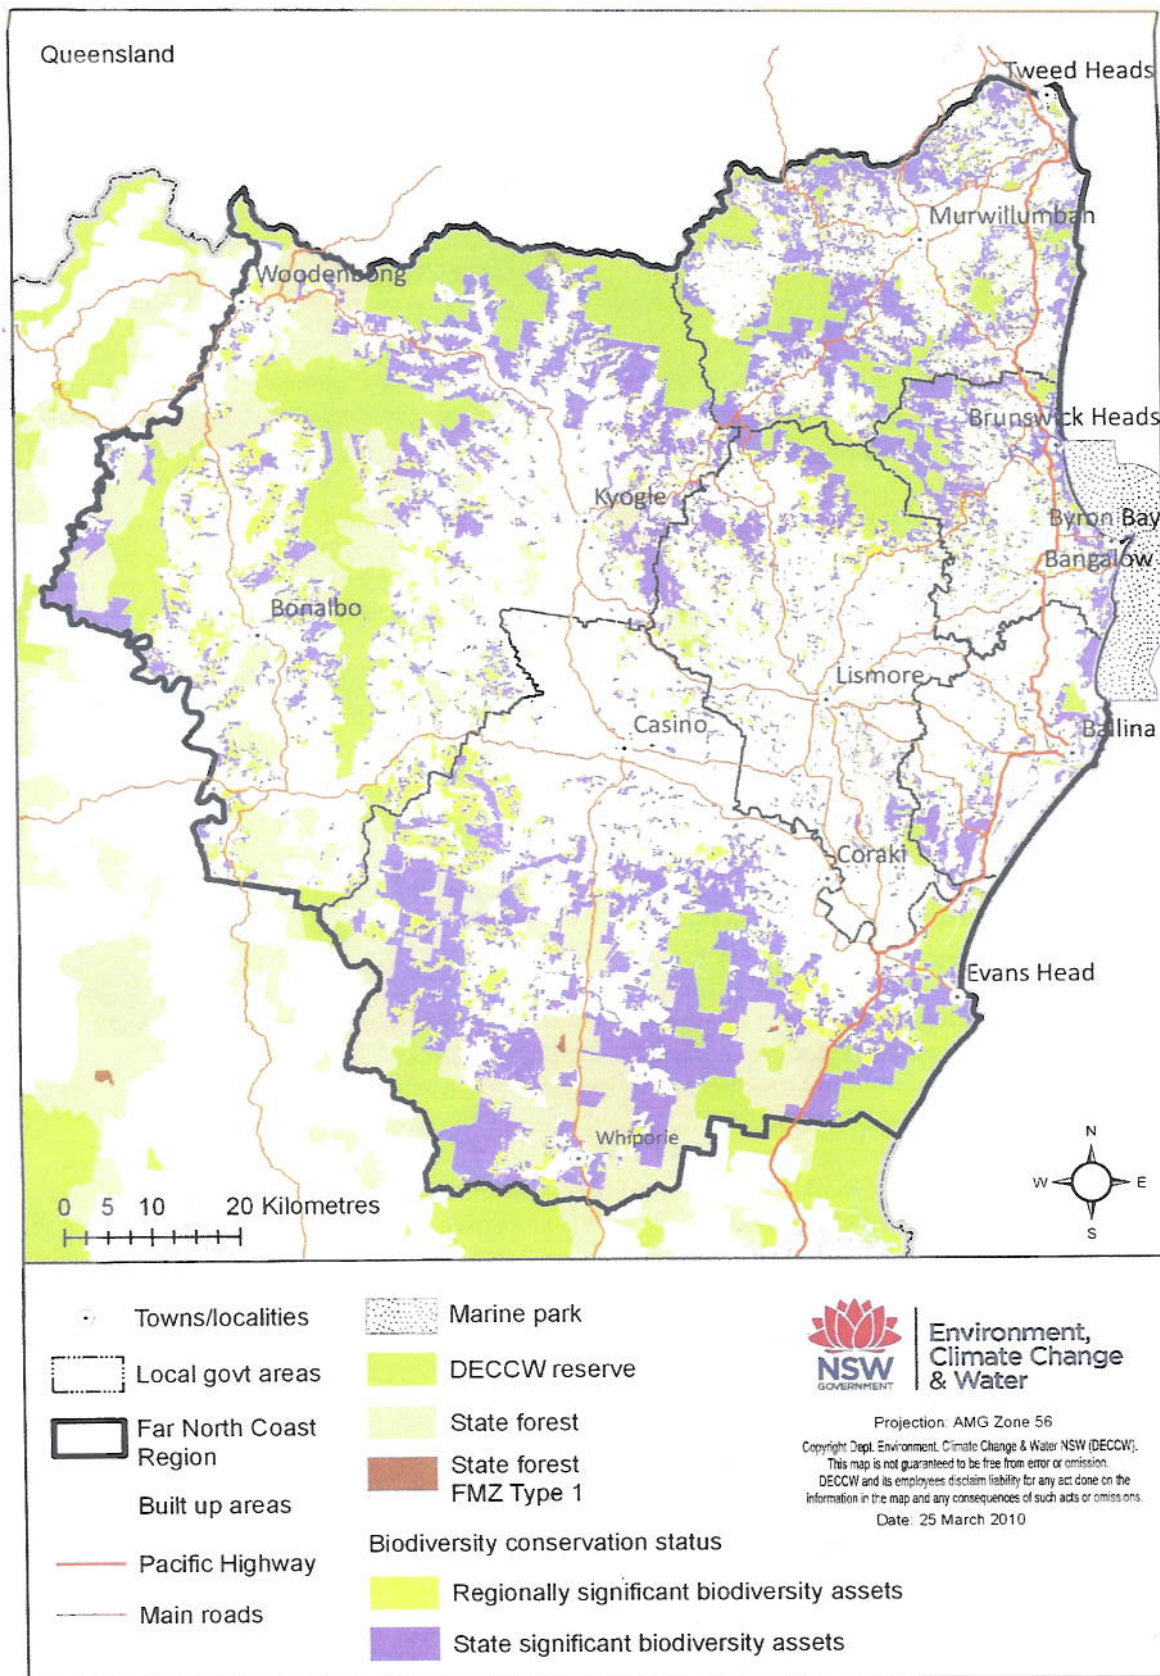 Queensland
Tweed Heads
Murwillumbah
Woodenbong
Brunswick Heads
Kyogle
Byron Bay
Bangalow
Bonalbo
Lismore
Casino
Ballina
Coraki
Evans Head
Whiporie
N
W E
S
0 5 10 20 Kilometres
Towns/localities
Local govt areas
Far North Coast
Region
Built up areas
Pacific Highway
Main roads
Marine park
DECCW reserve
State forest
State forest
FMZ Type 1
Biodiversity conservation status
Regionally significant biodiversity assets
State significant biodiversity assets
NSW
GOVERNMENT
Environment,
Climate Change
& Water
Projection: AMG Zone 56
Copyright Dept. Environment, Climate Change & Water NSW (DECCW).
This map is not guaranteed to be free from error or omission.
DECCW and its employees disclaim liability for any act done on the
information in the map and any consequences of such acts or omissions.
Date: 25 March 2010